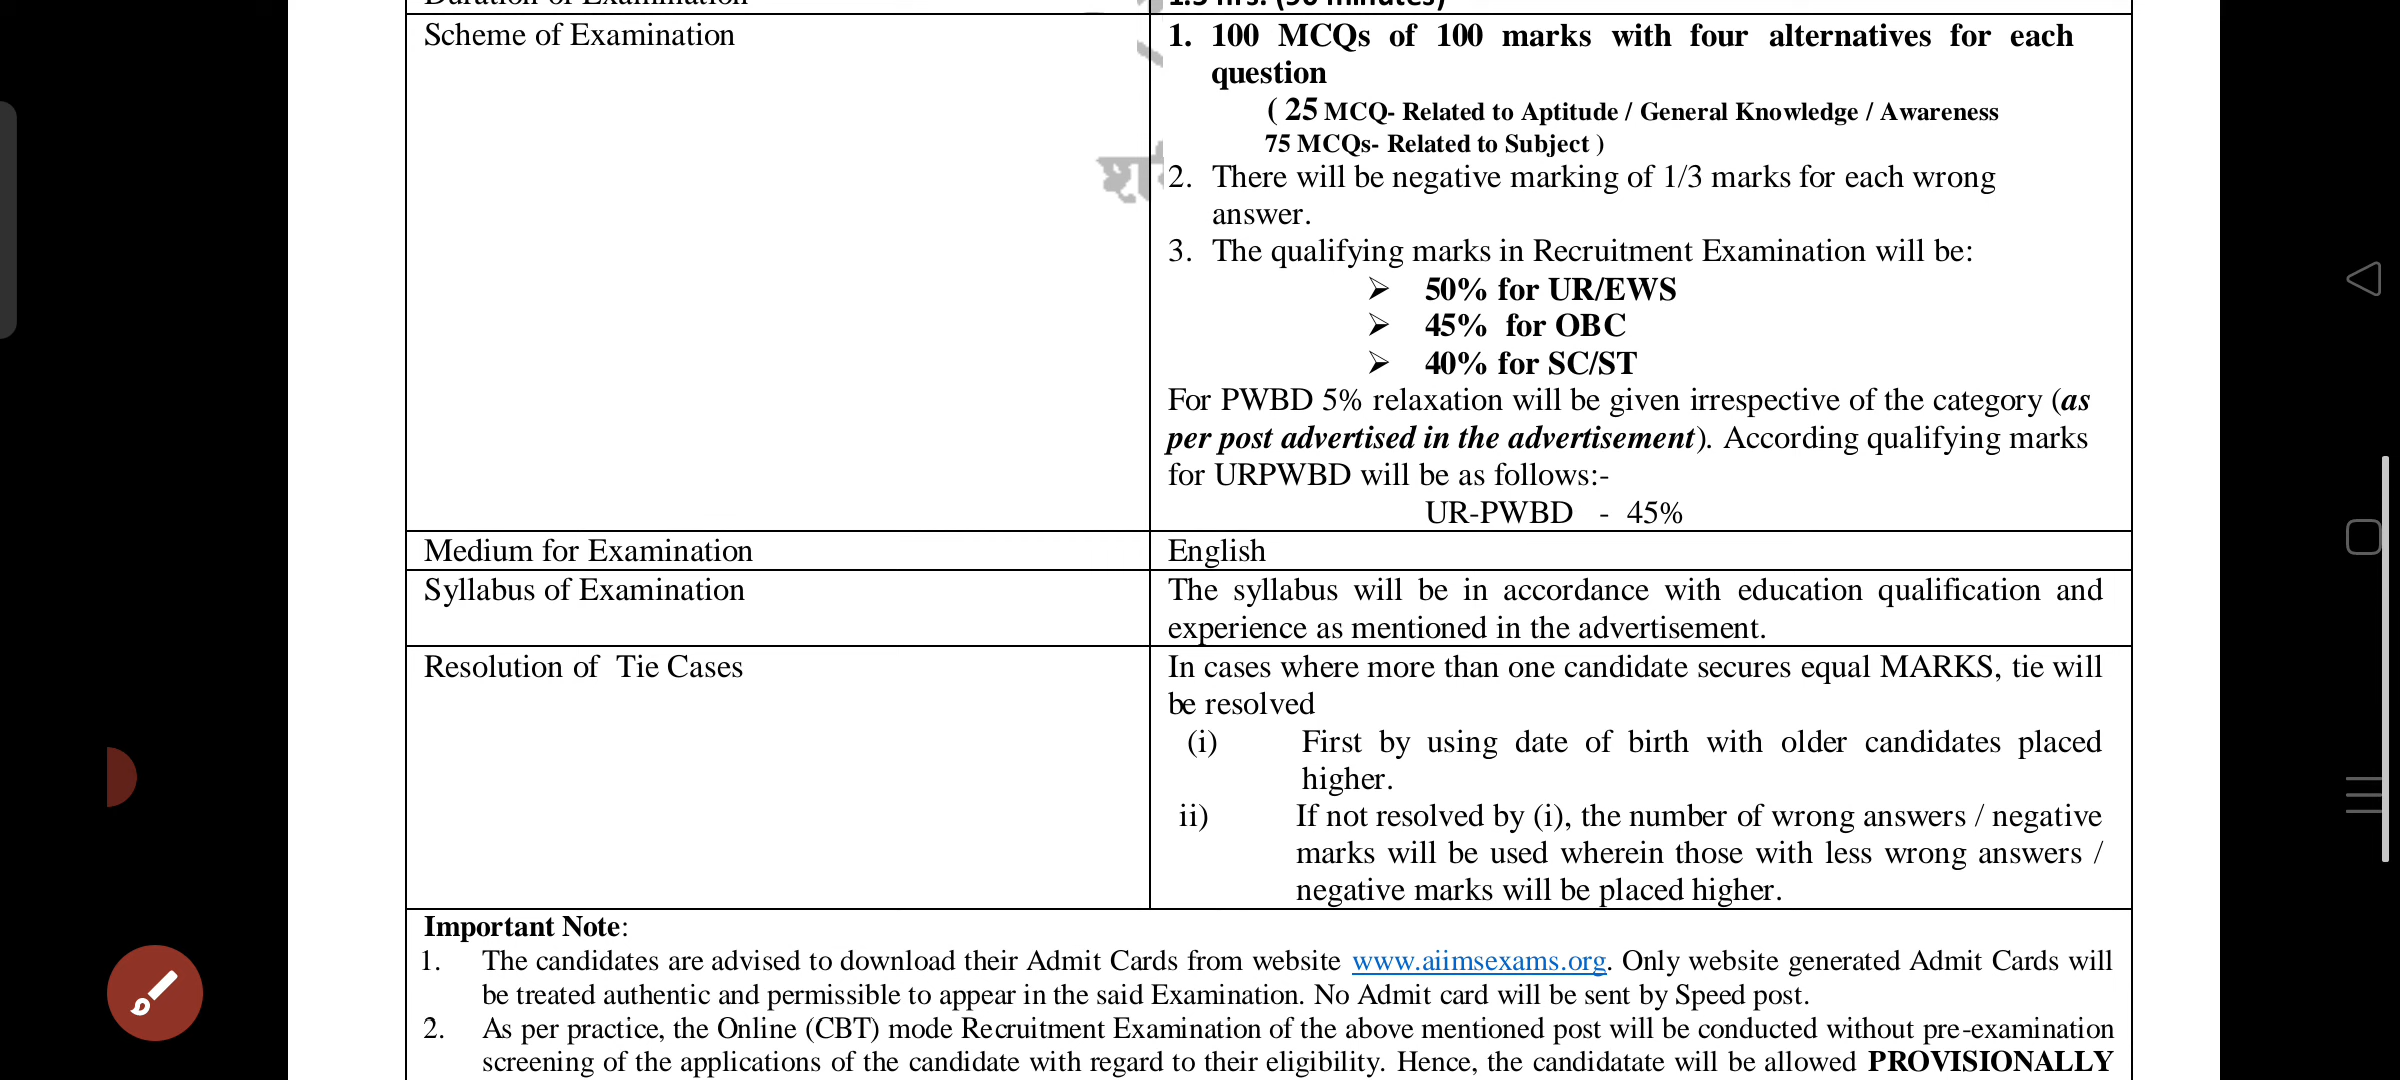 Duration of Examination
1.5 hrs. (90 minutes)
Scheme of Examination
1. 100 MCQs of 100 marks with four alternatives for each
question
( 25 MCQ- Related to Aptitude / General Knowledge / Awareness
75 MCQs- Related to Subject )
2. There will be negative marking of 1/3 marks for each wrong
answer.
3. The qualifying marks in Recruitment Examination will be:
➢ 50% for UR/EWS
➢ 45% for OBC
➢ 40% for SC/ST
For PWBD 5% relaxation will be given irrespective of the category (as
per post advertised in the advertisement). According qualifying marks
for URPWBD will be as follows:-
UR-PWBD - 45%
Medium for Examination
English
Syllabus of Examination
The syllabus will be in accordance with education qualification and
experience as mentioned in the advertisement.
Resolution of Tie Cases
In cases where more than one candidate secures equal MARKS, tie will
be resolved
(i) First by using date of birth with older candidates placed
higher.
ii) If not resolved by (i), the number of wrong answers / negative
marks will be used wherein those with less wrong answers /
negative marks will be placed higher.
Important Note:
1. The candidates are advised to download their Admit Cards from website www.aiimsexams.org. Only website generated Admit Cards will
be treated authentic and permissible to appear in the said Examination. No Admit card will be sent by Speed post.
2. As per practice, the Online (CBT) mode Recruitment Examination of the above mentioned post will be conducted without pre-examination
screening of the applications of the candidate with regard to their eligibility. Hence, the candidatate will be allowed PROVISIONALLY